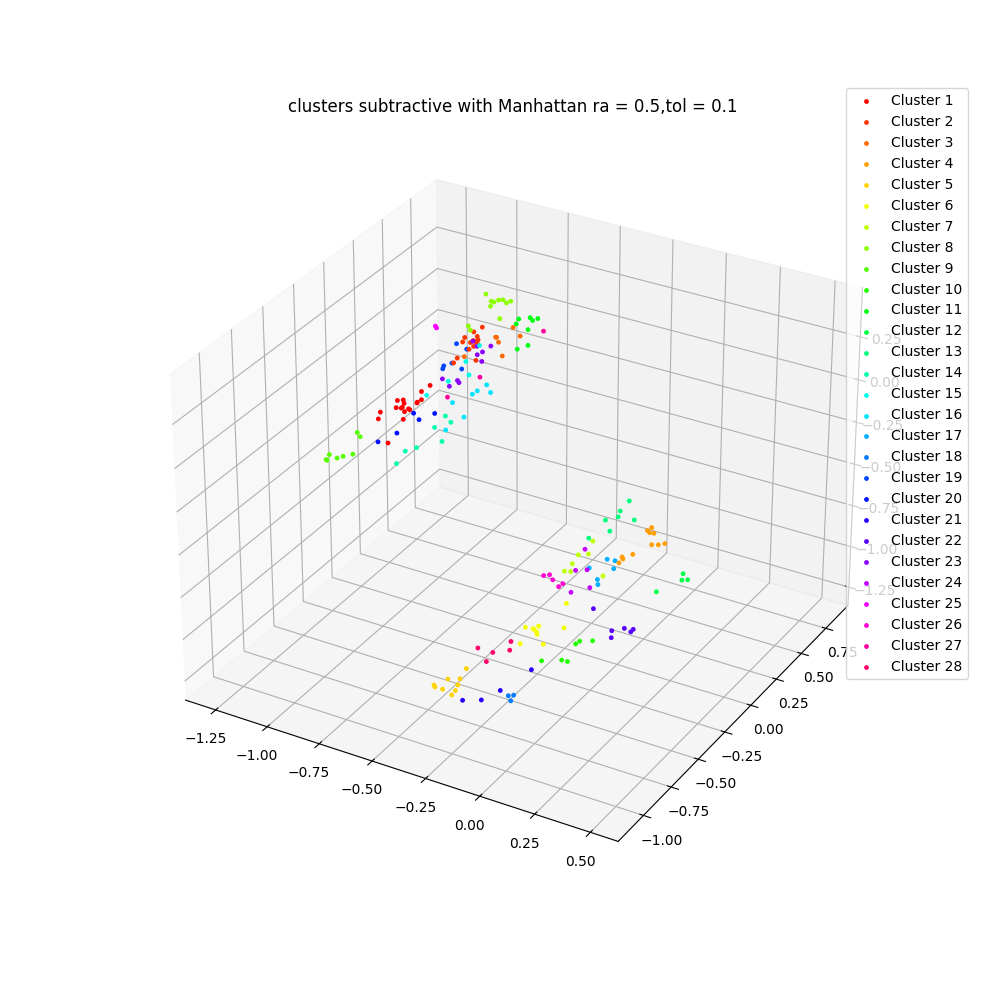 clusters subtractive with Manhattan ra = 0.5,tol = 0.1
Cluster 1
Cluster 2
Cluster 3
Cluster 4
Cluster 5
Cluster 6
Cluster 7
Cluster 8
Cluster 9
Cluster 10
Cluster 11
Cluster 12
Cluster 13
Cluster 14
Cluster 15
Cluster 16
Cluster 17
Cluster 18
Cluster 19
Cluster 20
Cluster 21
Cluster 22
Cluster 23
Cluster 24
Cluster 25
Cluster 26
Cluster 27
Cluster 28
0.25
0.00
−0.25
−0.50
−0.75
−1.00
−1.25
0.75
0.50
0.25
0.00
−0.25
−0.50
−0.75
−1.00
−1.25
−1.00
−0.75
−0.50
−0.25
0.00
0.25
0.50